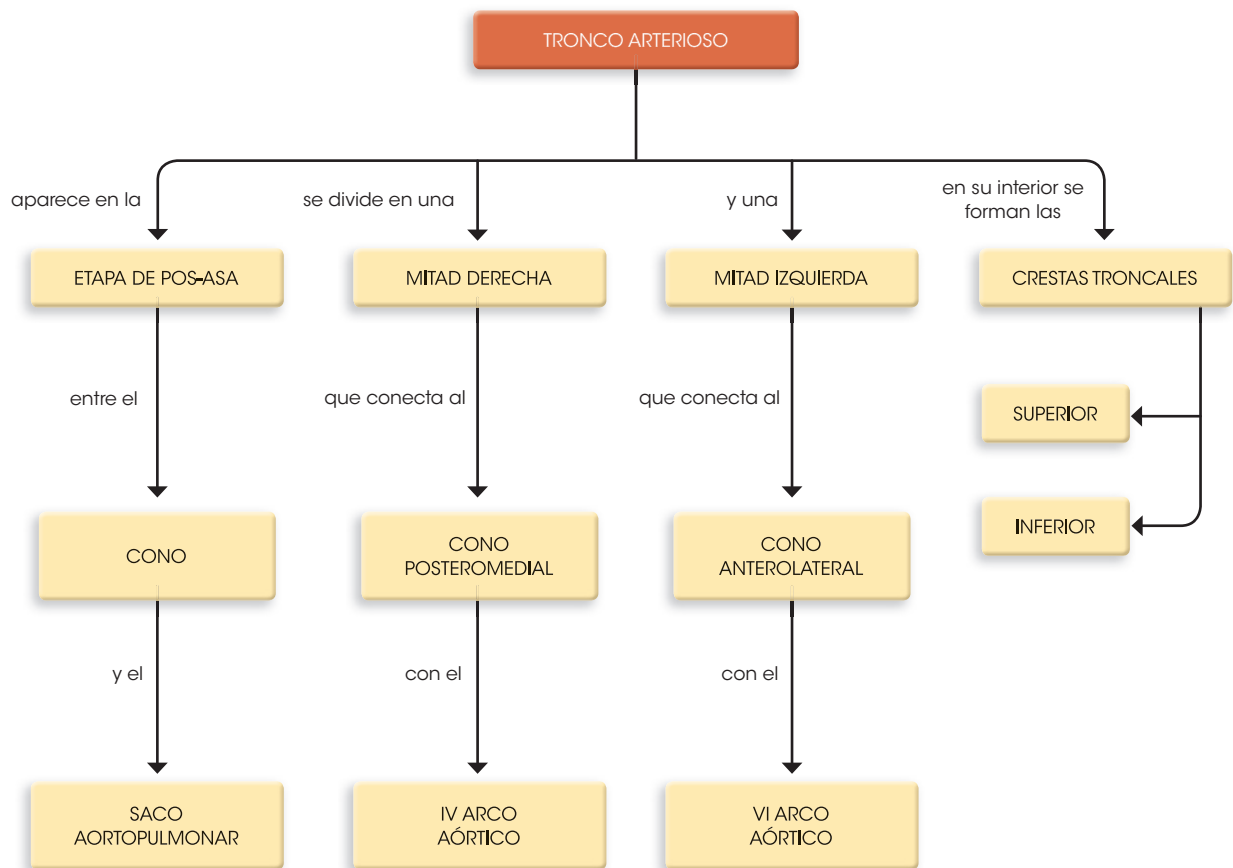 TRONCO ARTERIOSO
aparece en la
se divide en una
y una
en su interior se
forman las
ETAPA DE POS-ASA
MITAD DERECHA
MITAD IZQUIERDA
CRESTAS TRONCALES
entre el
que conecta al
que conecta al
SUPERIOR
INFERIOR
CONO
CONO
POSTEROMEDIAL
CONO
ANTEROLATERAL
y el
con el
con el
SACO
AORTOPULMONAR
IV ARCO
AÓRTICO
VI ARCO
AÓRTICO